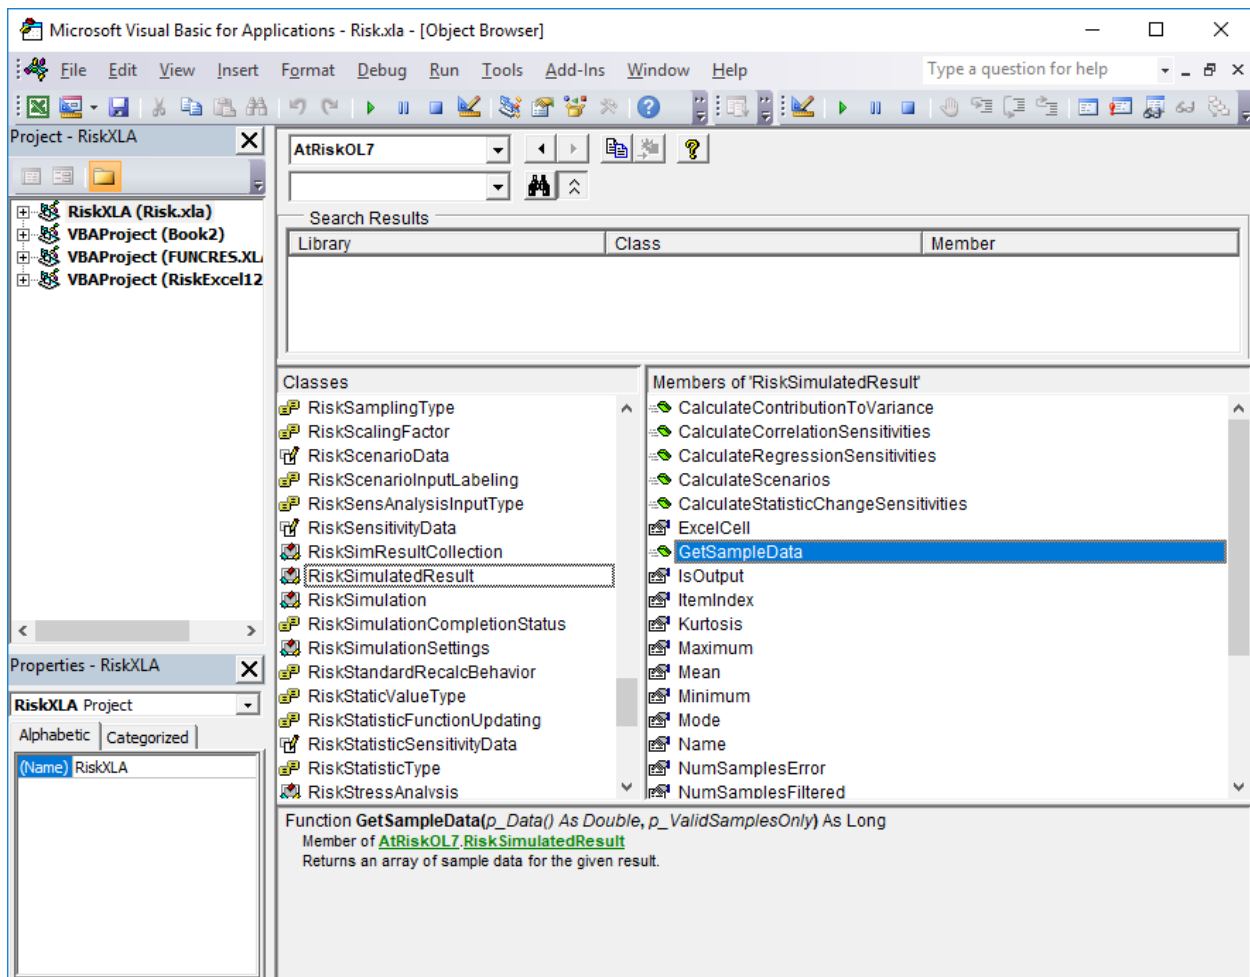 Microsoft Visual Basic for Applications - Risk.xla - [Object Browser]
File Edit View Insert Format Debug Run Tools Add-Ins Window Help Type a question for help
Project - RiskXLA
RiskXLA (Risk.xla)
VBAProject (Book2)
VBAProject (FUNCRES.XL
VBAProject (RiskExcel12
Properties - RiskXLA
RiskXLA Project
Alphabetic Categorized
(Name) RiskXLA
AtRiskOL7
Search Results
Library Class Member
Classes
RiskSamplingType
RiskScalingFactor
RiskScenarioData
RiskScenarioInputLabeling
RiskSensAnalysisInputType
RiskSensitivityData
RiskSimResultCollection
RiskSimulatedResult
RiskSimulation
RiskSimulationCompletionStatus
RiskSimulationSettings
RiskStandardRecalcBehavior
RiskStaticValueType
RiskStatisticFunctionUpdating
RiskStatisticSensitivityData
RiskStatisticType
RiskStressAnalysis
Members of 'RiskSimulatedResult'
CalculateContributionToVariance
CalculateCorrelationSensitivities
CalculateRegressionSensitivities
CalculateScenarios
CalculateStatisticChangeSensitivities
ExcelCell
GetSampleData
IsOutput
ItemIndex
Kurtosis
Maximum
Mean
Minimum
Mode
Name
NumSamplesError
NumSamplesFiltered
Function GetSampleData(p_Data() As Double, p_ValidSamplesOnly) As Long
Member of AtRiskOL7.RiskSimulatedResult
Returns an array of sample data for the given result.